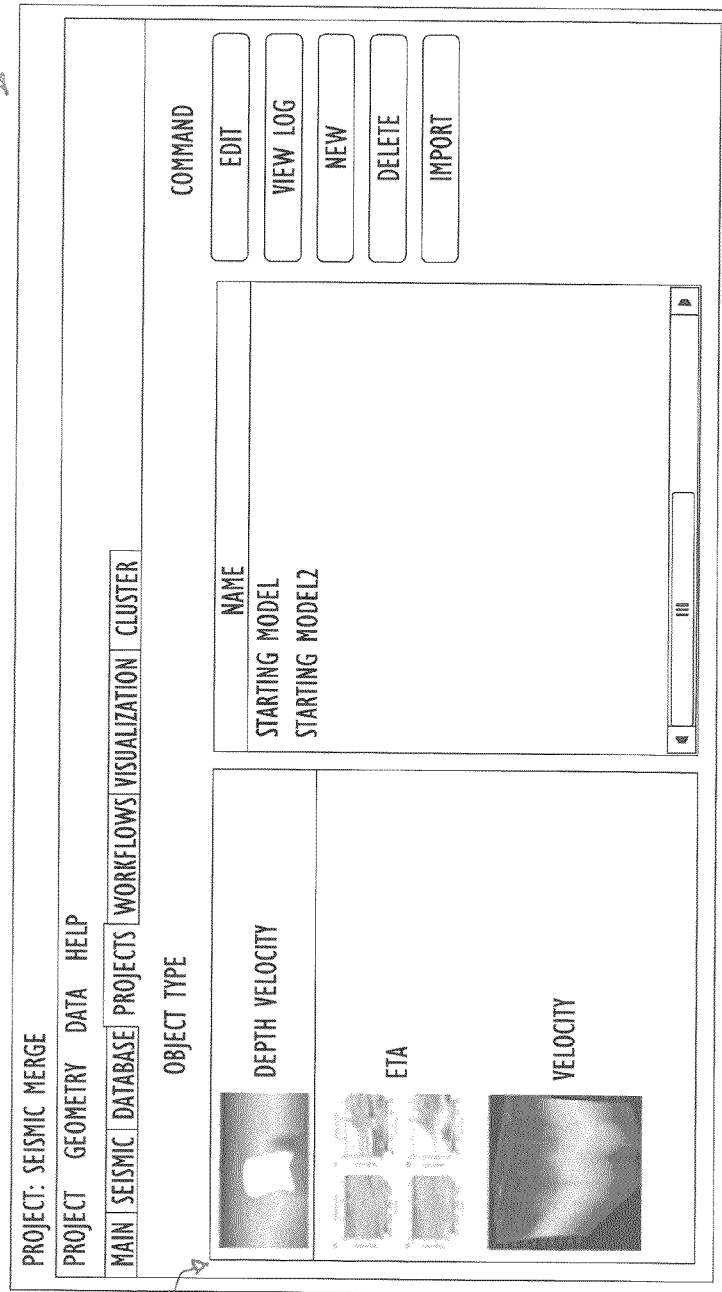 PROJECT: SEISMIC MERGE
PROJECT GEOMETRY DATA HELP
MAIN SEISMIC DATABASE PROJECTS WORKFLOWS VISUALIZATION CLUSTER
OBJECT TYPE
DEPTH VELOCITY
ETA
VELOCITY
NAME
STARTING MODEL
STARTING MODEL2
COMMAND
EDIT
VIEW LOG
NEW
DELETE
IMPORT